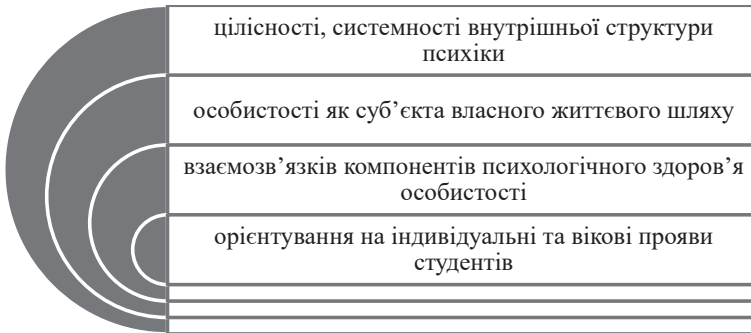 цілісності, системності внутрішньої структури
психіки
особистості як суб’єкта власного життєвого шляху
взаємозв’язків компонентів психологічного здоров’я
особистості
орієнтування на індивідуальні та вікові прояви
студентів